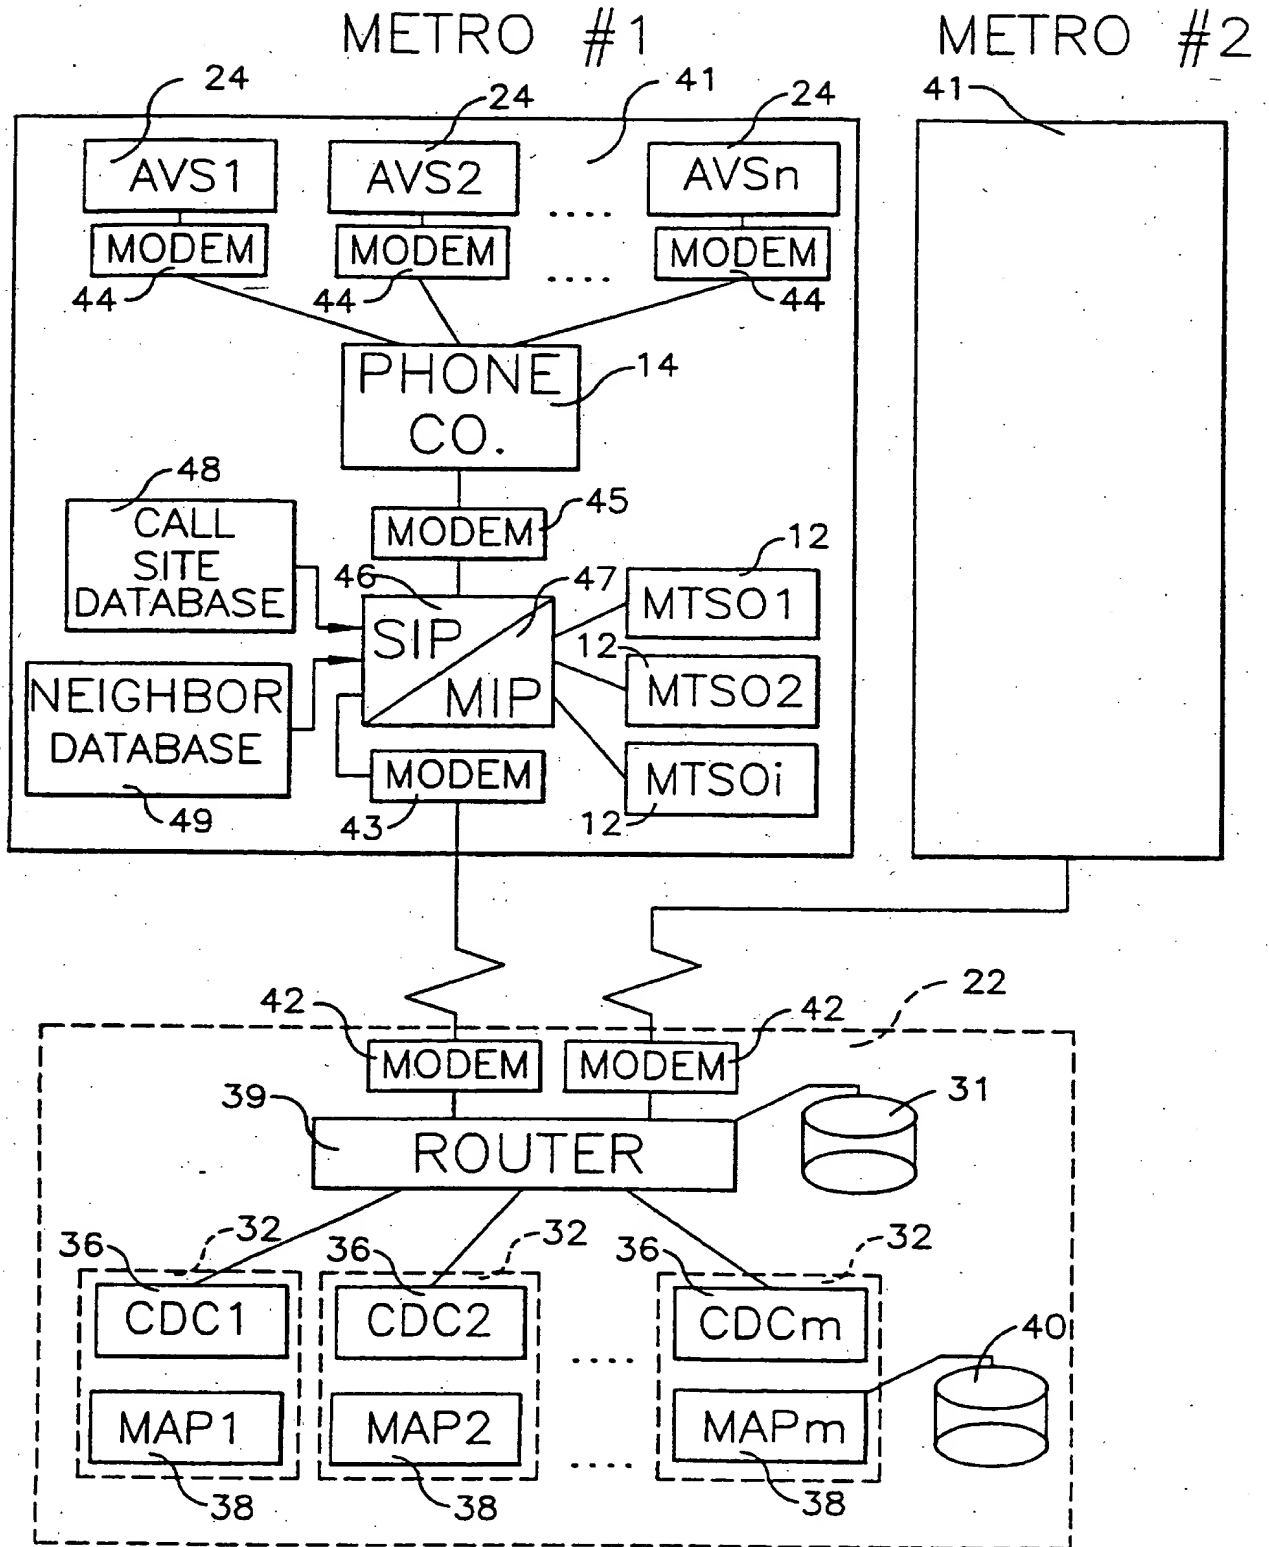 METRO #1
METRO #2
24
24
41
24
41
AVS1
AVS2
AVSn
....
MODEM
MODEM
MODEM
....
44
44
44
PHONE
CO.
14
48
CALL
SITE
DATABASE
MODEM
45
12
46
47
MTSO1
SIP
MIP
12
MTSO2
NEIGHBOR
DATABASE
MODEM
MTSOi
49
43
12
22
42
42
MODEM
MODEM
31
39
ROUTER
36
32
36
32
36
32
CDC1
CDC2
CDCm
....
40
MAP1
MAP2
MAPm
....
38
38
38